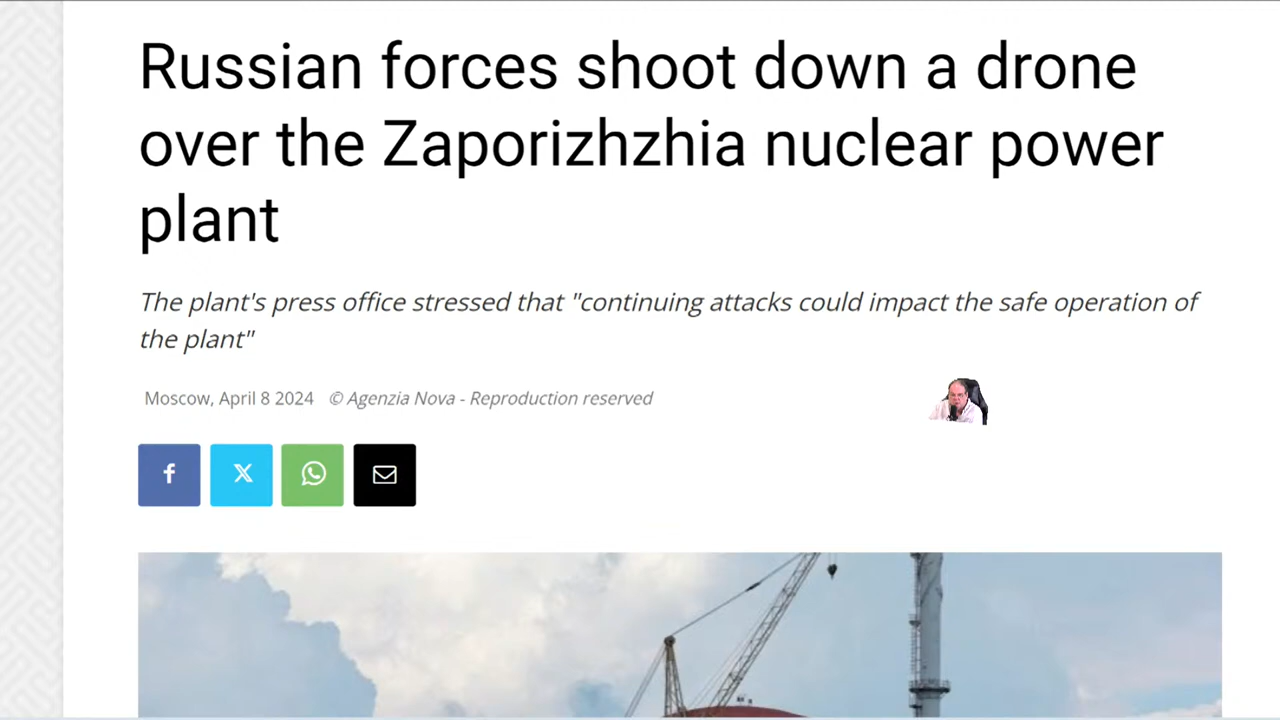 Russian forces shoot down a drone
over the Zaporizhzhia nuclear power
plant
The plant's press office stressed that "continuing attacks could impact the safe operation of
the plant"
Moscow, April 8 2024 © Agenzia Nova - Reproduction reserved